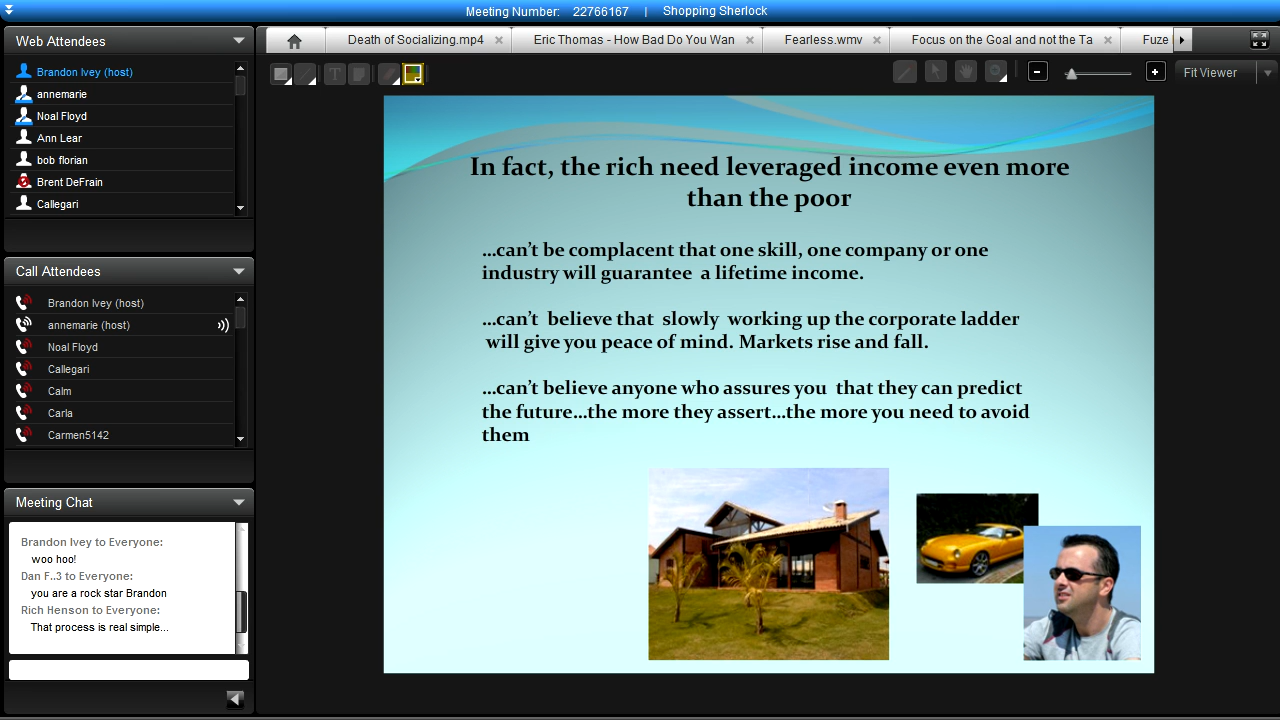 Meeting Number: 22766167 | Shopping Sherlock
Web Attendees
Brandon Ivey (host)
annemarie
Noal Floyd
Ann Lear
bob florian
Brent DeFrain
Callegari
Call Attendees
Brandon Ivey (host)
annemarie (host)
Noal Floyd
Callegari
Calm
Carla
Carmen5142
Meeting Chat
Brandon Ivey to Everyone:
woo hoo!
Dan F..3 to Everyone:
you are a rock star Brandon
Rich Henson to Everyone:
That process is real simple...
Death of Socializing.mp4
Eric Thomas - How Bad Do You Wan
Fearless.wmv
Focus on the Goal and not the Ta
Fuze
T
Fit Viewer
In fact, the rich need leveraged income even more
than the poor
...can't be complacent that one skill, one company or one
industry will guarantee a lifetime income.
...can't believe that slowly working up the corporate ladder
will give you peace of mind. Markets rise and fall.
...can't believe anyone who assures you that they can predict
the future...the more they assert...the more you need to avoid
them